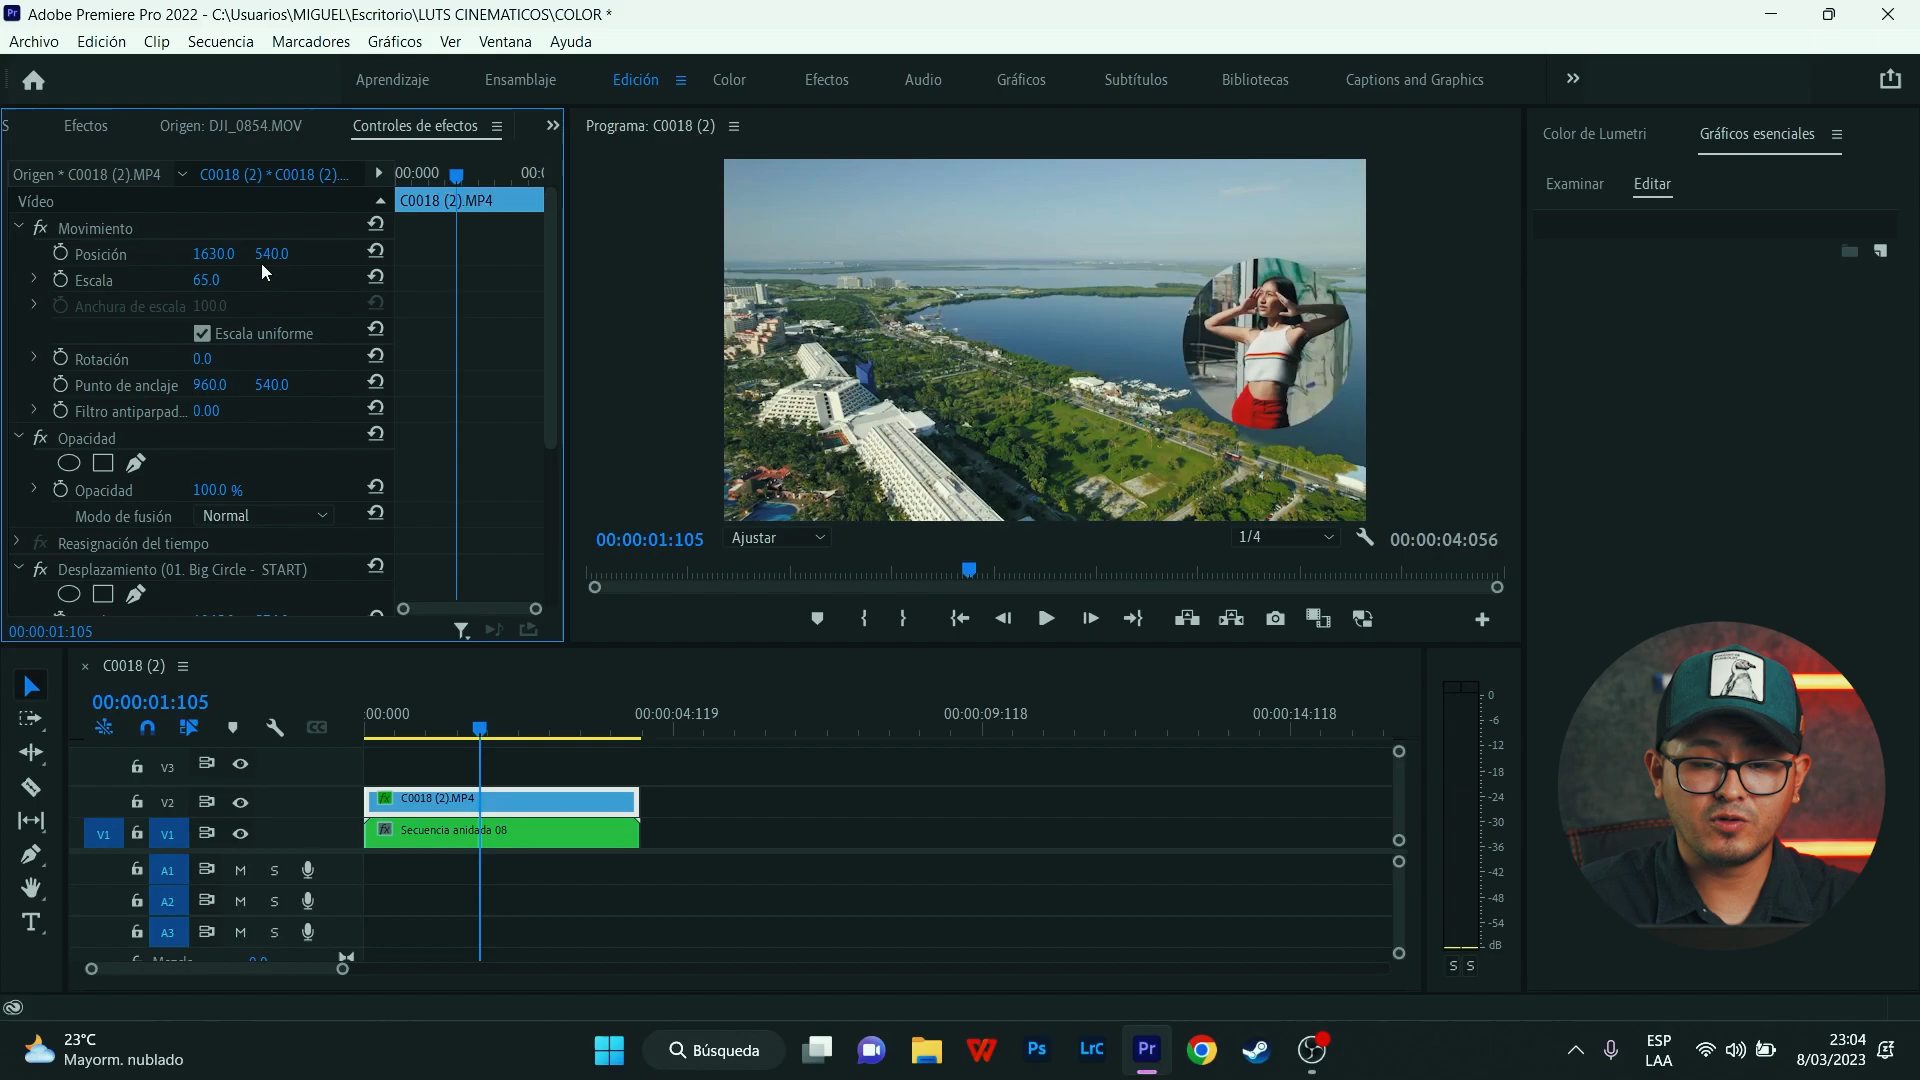 Adobe Premiere Pro 2022 - C:\Usuarios\MIGUEL\Escritorio\LUTS CINEMATICOS\COLOR *
Archivo Edición Clip Secuencia Marcadores Gráficos Ver Ventana Ayuda
Aprendizaje Ensamblaje Edición Color Efectos Audio Gráficos Subtítulos Bibliotecas Captions and Graphics
S Efectos Origen: DJI_0854.MOV Controles de efectos
Programa: C0018 (2)
Color de Lumetri Gráficos esenciales
Examinar Editar
Origen * C0018 (2).MP4 C0018 (2) * C0018 (2)....
00:000 00:(
Vídeo
C0018 (2).MP4
Movimiento
Posición 1630.0 540.0
Escala 65.0
Anchura de escala 100.0
Escala uniforme
Rotación 0.0
Punto de anclaje 960.0 540.0
Filtro antiparpad... 0.00
Opacidad
Opacidad 100.0 %
Modo de fusión Normal
Reasignación del tiempo
Desplazamiento (01. Big Circle - START)
00:00:01:105
00:00:01:105 Ajustar 1/4 00:00:04:056
C0018 (2)
00:00:01:105
:00:000 00:00:04:119 00:00:09:118 00:00:14:118
V3
V2
C0018 (2).MP4
V1 V1
Secuencia anidada 08
A1 M S
A2 M S
A3 M S
0
-6
-12
-18
-24
-30
-36
-42
-48
-54
dB
S S
23°C
Mayorm. nublado
Búsqueda
Ps LrC Pr
ESP
LAA
23:04
8/03/2023